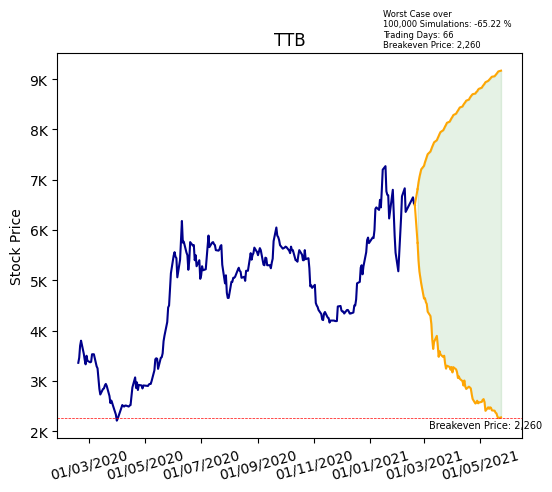 Worst Case over
100,000 Simulations: -65.22 %
Trading Days: 66
Breakeven Price: 2,260
TTB
Stock Price
9K
8K
7K
6K
5K
4K
3K
2K
Breakeven Price: 2,260
01/03/2020
01/05/2020
01/07/2020
01/09/2020
01/11/2020
01/01/2021
01/03/2021
01/05/2021